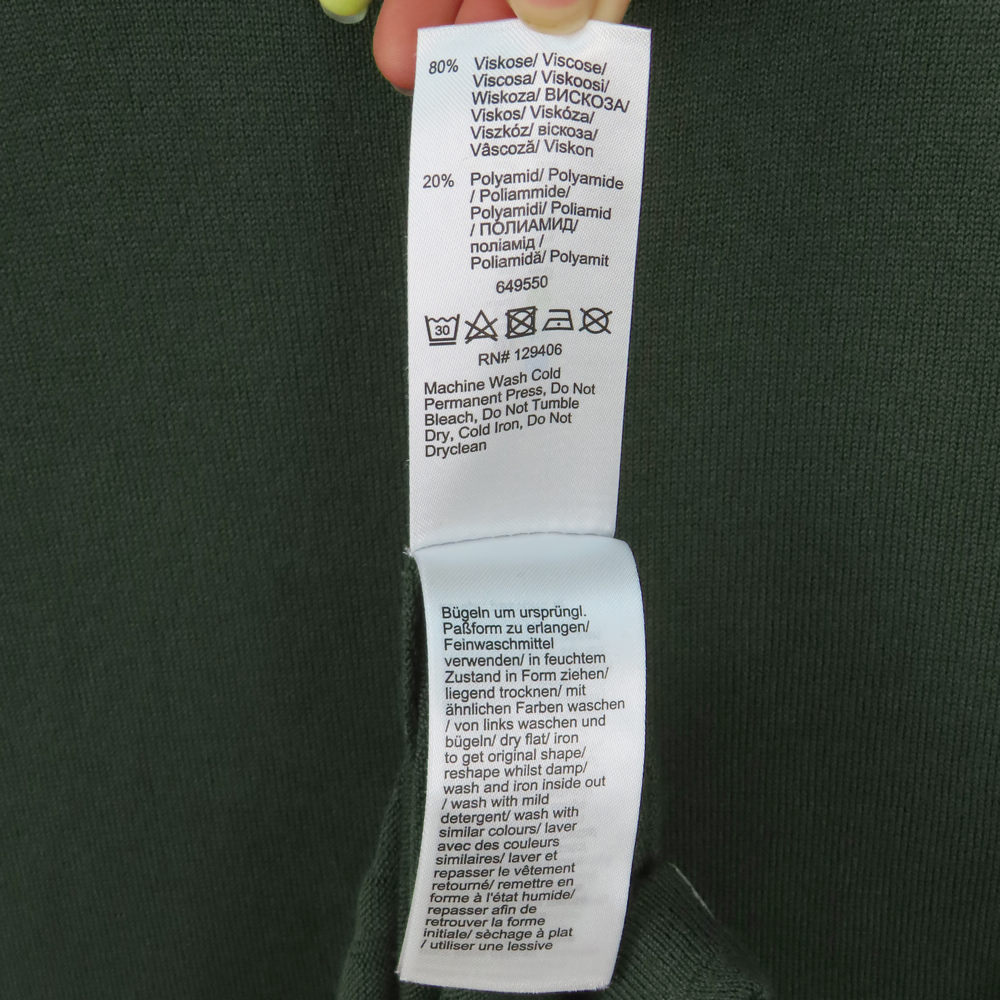 80% Viskose/ Viscose/
Viscosa/ Viskoosi/
Wiskoza/ ВИСКОЗА/
Viskos/ Viskóza/
Viszkóz/ віскоза/
Vâscoză/ Viskon
20% Polyamid/ Polyamide
/ Poliammide/
Polyamidi/ Poliamid
/ ПОЛИАМИД/
поліамід /
Poliamidă/ Polyamit
649550
30
RN# 129406
Machine Wash Cold
Permanent Press, Do Not
Bleach, Do Not Tumble
Dry, Cold Iron, Do Not
Dryclean
Bügeln um ursprüngl.
Paßform zu erlangen/
Feinwaschmittel
verwenden/ in feuchtem
Zustand in Form ziehen/
liegend trocknen/ mit
ähnlichen Farben waschen
/ von links waschen und
bügeln/ dry flat/ iron
to get original shape/
reshape whilst damp/
wash and iron inside out
/ wash with mild
detergent/ wash with
similar colours/ laver
avec des couleurs
similaires/ laver et
repasser le vêtement
retourné/ remettre en
forme à l'état humide/
repasser afin de
retrouver la forme
initiale/ sèchage à plat
/ utiliser une lessive